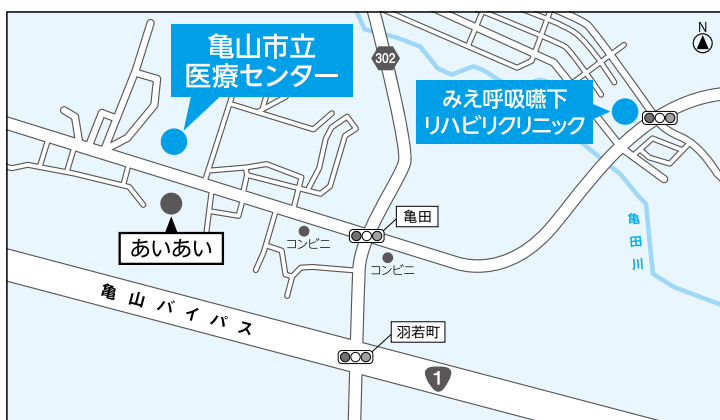 N
亀山市立
医療センター
302
みえ呼吸嚥下
リハビリクリニック
亀田
コンビニ
あいあい
コンビニ
亀田川
亀山バイパス
羽若町
1